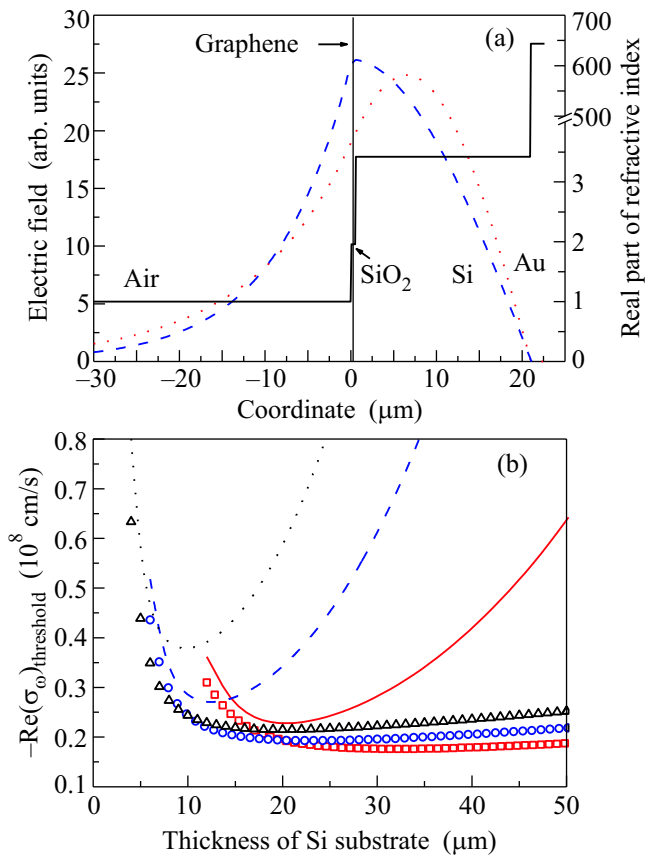 (a)
Graphene
Air
SiO2
Si
Au
Electric field (arb. units)
30
25
20
15
10
5
0
Real part of refractive index
700
600
500
3
2
1
0
−30
−20
−10
0
10
20
Coordinate (μm)
(b)
−Re(σω)threshold (10^8 cm/s)
0.8
0.7
0.6
0.5
0.4
0.3
0.2
0.1
0
10
20
30
40
50
Thickness of Si substrate (μm)